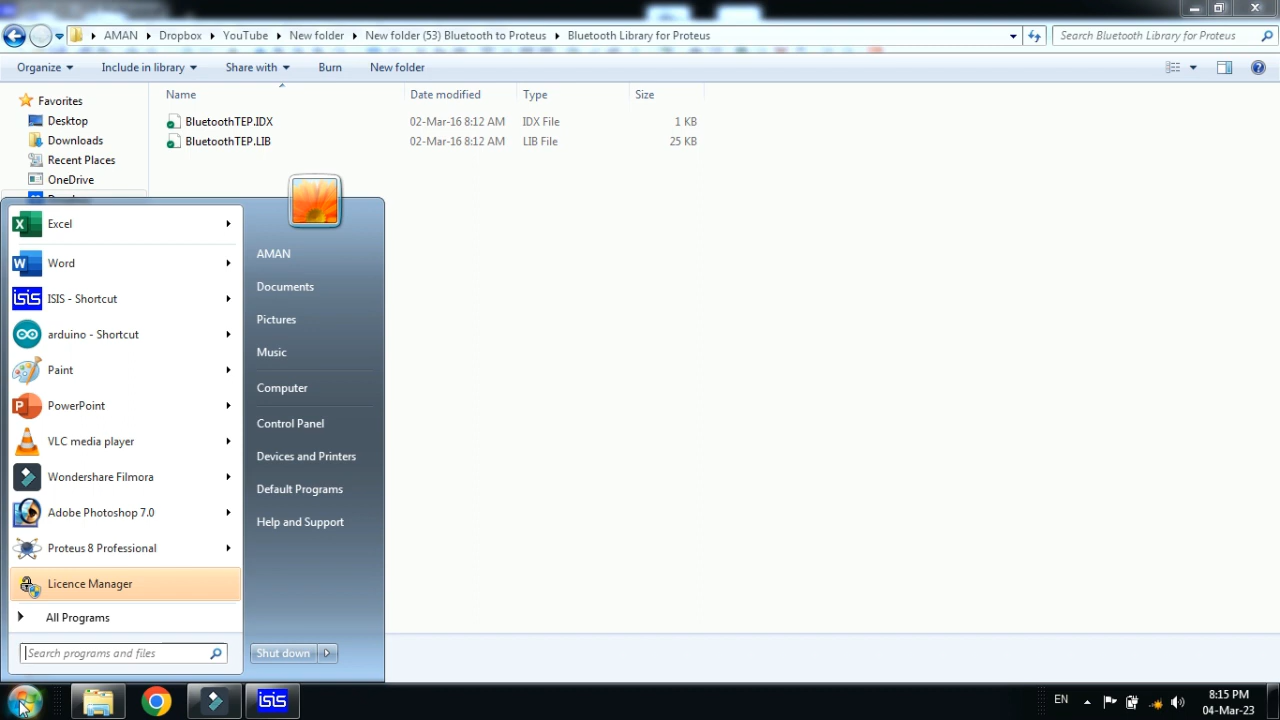 AMAN Dropbox YouTube New folder New folder (53) Bluetooth to Proteus Bluetooth Library for Proteus Search Bluetooth Library for Proteus
Organize Include in library Share with Burn New folder
Name Date modified Type Size
Favorites
Desktop
Downloads
Recent Places
OneDrive
BluetoothTEP.IDX 02-Mar-16 8:12 AM IDX File 1 KB
BluetoothTEP.LIB 02-Mar-16 8:12 AM LIB File 25 KB
Excel
Word
ISIS - Shortcut
arduino - Shortcut
Paint
PowerPoint
VLC media player
Wondershare Filmora
Adobe Photoshop 7.0
Proteus 8 Professional
Licence Manager
All Programs
Search programs and files
AMAN
Documents
Pictures
Music
Computer
Control Panel
Devices and Printers
Default Programs
Help and Support
Shut down
isis
EN
8:15 PM
04-Mar-23